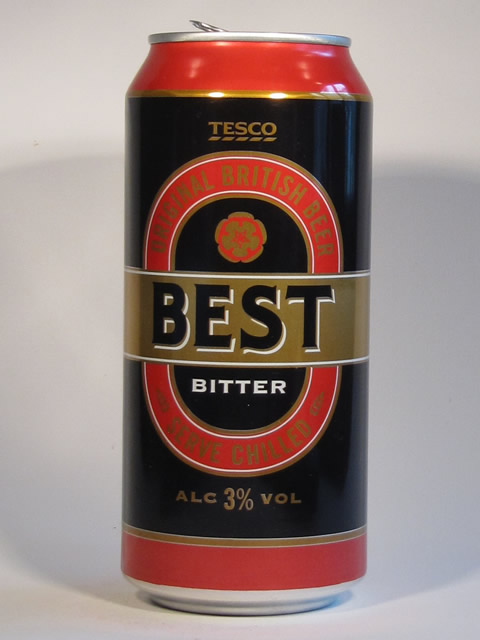 TESCO
ORIGINAL BRITISH BEER
BEST
BITTER
SERVE CHILLED
ALC 3% VOL